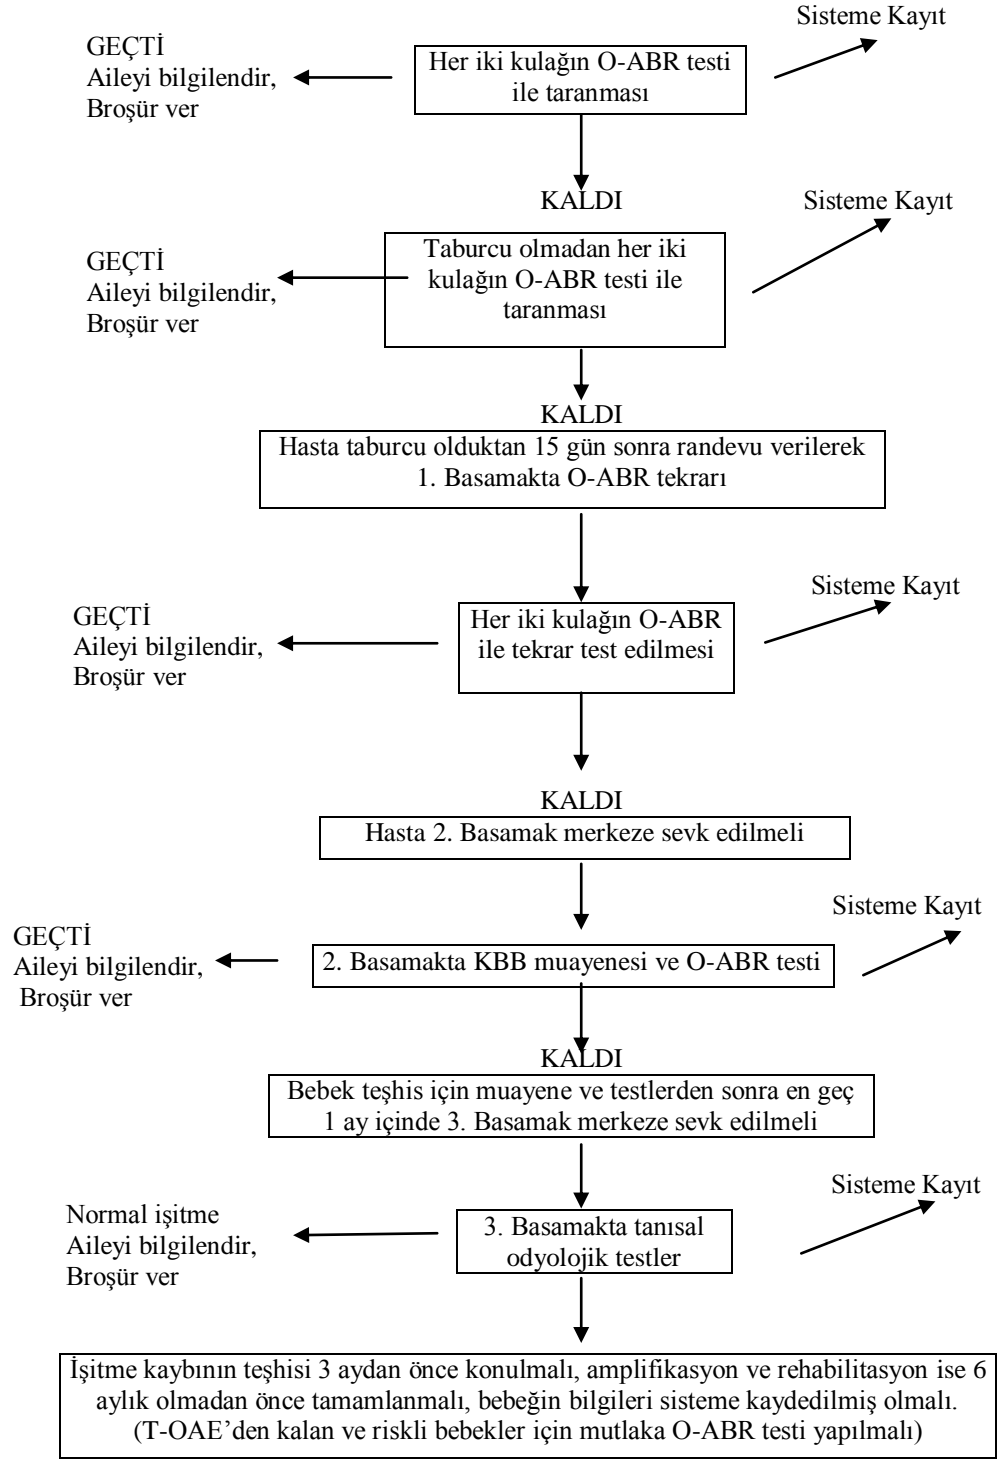 Sisteme Kayıt
GEÇTİ
Aileyi bilgilendir,
Broşür ver
Her iki kulağın O-ABR testi
ile taranması
KALDI
Sisteme Kayıt
GEÇTİ
Aileyi bilgilendir,
Broşür ver
Taburcu olmadan her iki
kulağın O-ABR testi ile
taranması
KALDI
Hasta taburcu olduktan 15 gün sonra randevu verilerek
1. Basamakta O-ABR tekrarı
Sisteme Kayıt
GEÇTİ
Aileyi bilgilendir,
Broşür ver
Her iki kulağın O-ABR
ile tekrar test edilmesi
KALDI
Hasta 2. Basamak merkeze sevk edilmeli
Sisteme Kayıt
GEÇTİ
Aileyi bilgilendir,
Broşür ver
2. Basamakta KBB muayenesi ve O-ABR testi
KALDI
Bebek teşhis için muayene ve testlerden sonra en geç
1 ay içinde 3. Basamak merkeze sevk edilmeli
Sisteme Kayıt
Normal işitme
Aileyi bilgilendir,
Broşür ver
3. Basamakta tanısal
odyolojik testler
İşitme kaybının teşhisi 3 aydan önce konulmalı, amplifikasyon ve rehabilitasyon ise 6
aylık olmadan önce tamamlanmalı, bebeğin bilgileri sisteme kaydedilmiş olmalı.
(T-OAE’den kalan ve riskli bebekler için mutlaka O-ABR testi yapılmalı)